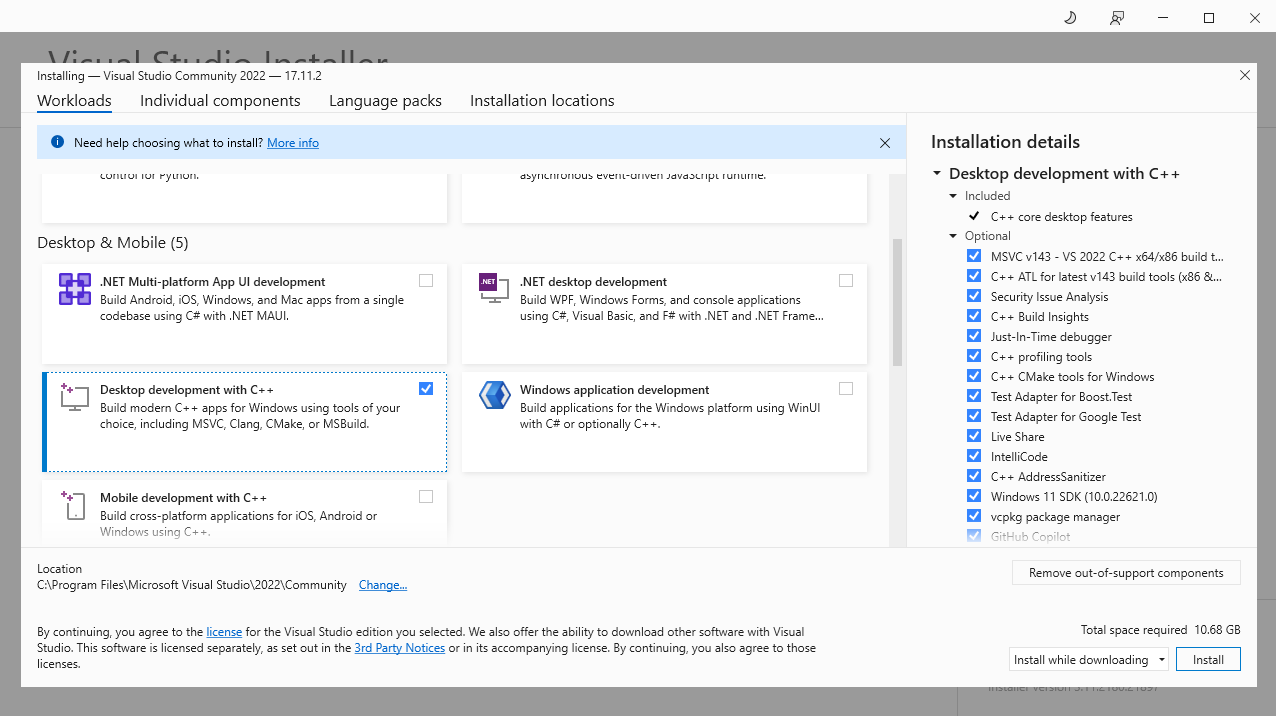 Visual Studio Installer
Installing — Visual Studio Community 2022 — 17.11.2
Workloads Individual components Language packs Installation locations
Need help choosing what to install? More info
control for Python.
asynchronous event-driven JavaScript runtime.
Desktop & Mobile (5)
.NET Multi-platform App UI development
Build Android, iOS, Windows, and Mac apps from a single
codebase using C# with .NET MAUI.
.NET
.NET desktop development
Build WPF, Windows Forms, and console applications
using C#, Visual Basic, and F# with .NET and .NET Frame...
Desktop development with C++
Build modern C++ apps for Windows using tools of your
choice, including MSVC, Clang, CMake, or MSBuild.
Windows application development
Build applications for the Windows platform using WinUI
with C# or optionally C++.
Mobile development with C++
Build cross-platform applications for iOS, Android or
Windows using C++.
Installation details
Desktop development with C++
Included
C++ core desktop features
Optional
MSVC v143 - VS 2022 C++ x64/x86 build t...
C++ ATL for latest v143 build tools (x86 &...
Security Issue Analysis
C++ Build Insights
Just-In-Time debugger
C++ profiling tools
C++ CMake tools for Windows
Test Adapter for Boost.Test
Test Adapter for Google Test
Live Share
IntelliCode
C++ AddressSanitizer
Windows 11 SDK (10.0.22621.0)
vcpkg package manager
GitHub Copilot
Location
C:\Program Files\Microsoft Visual Studio\2022\Community Change...
Remove out-of-support components
By continuing, you agree to the license for the Visual Studio edition you selected. We also offer the ability to download other software with Visual
Studio. This software is licensed separately, as set out in the 3rd Party Notices or in its accompanying license. By continuing, you also agree to those
licenses.
Total space required 10.68 GB
Install while downloading Install